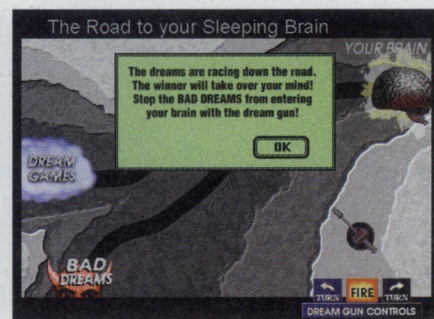 The Road to your Sleeping Brain
YOUR BRAIN
The dreams are racing down the road.
The winner will take over your mind!
Stop the BAD DREAMS from entering
your brain with the dream gun!
OK
DREAM
GAMES
BAD
DREAMS
TURN
FIRE
TURN
DREAM GUN CONTROLS